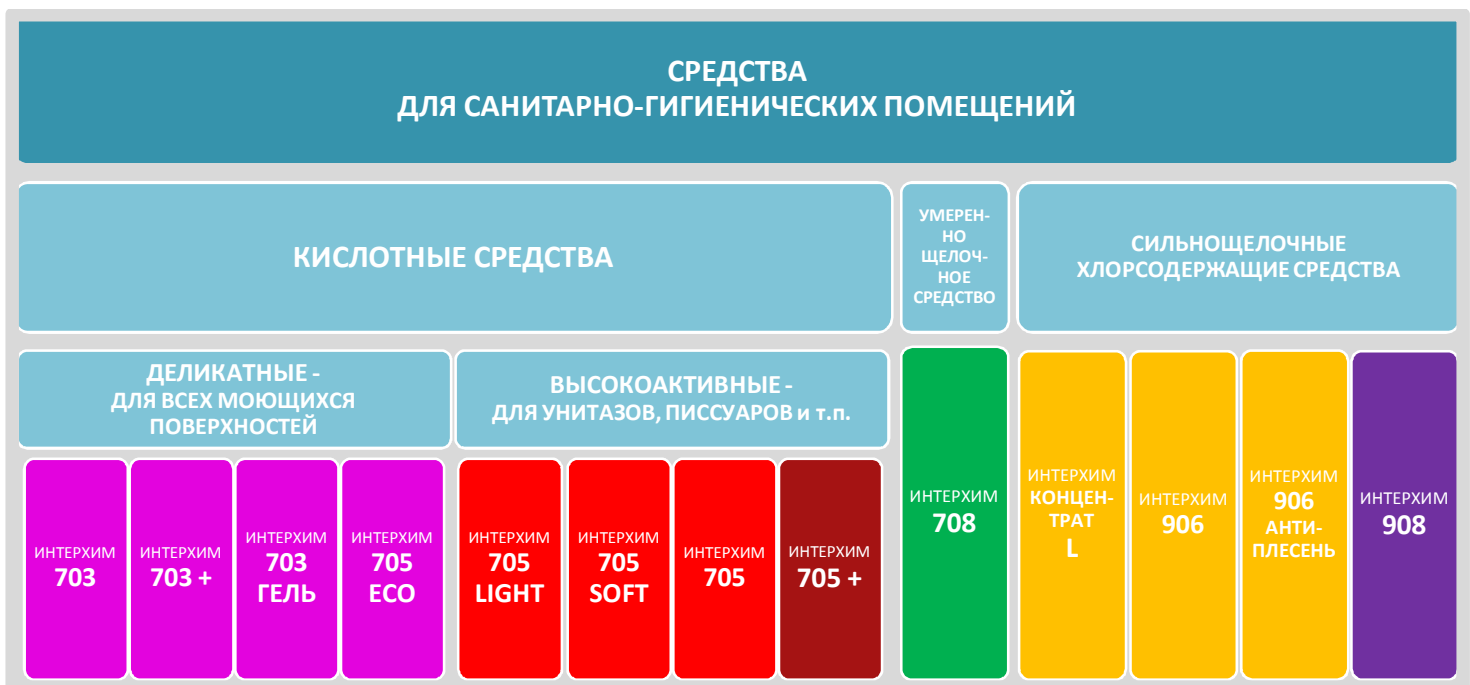 СРЕДСТВА
ДЛЯ САНИТАРНО-ГИГИЕНИЧЕСКИХ ПОМЕЩЕНИЙ
КИСЛОТНЫЕ СРЕДСТВА
УМЕРЕН-
НО
ЩЕЛОЧ-
НОЕ
СРЕДСТВО
СИЛЬНОЩЕЛОЧНЫЕ
ХЛОРСОДЕРЖАЩИЕ СРЕДСТВА
ДЕЛИКАТНЫЕ -
ДЛЯ ВСЕХ МОЮЩИХСЯ
ПОВЕРХНОСТЕЙ
ВЫСОКОАКТИВНЫЕ -
ДЛЯ УНИТАЗОВ, ПИССУАРОВ и т.п.
ИНТЕРХИМ
703
ИНТЕРХИМ
703 +
ИНТЕРХИМ
703
ГЕЛЬ
ИНТЕРХИМ
705
ECO
ИНТЕРХИМ
705
LIGHT
ИНТЕРХИМ
705
SOFT
ИНТЕРХИМ
705
ИНТЕРХИМ
705 +
ИНТЕРХИМ
708
ИНТЕРХИМ
КОНЦЕН-
ТРАТ
L
ИНТЕРХИМ
906
ИНТЕРХИМ
906
АНТИ-
ПЛЕСЕНЬ
ИНТЕРХИМ
908